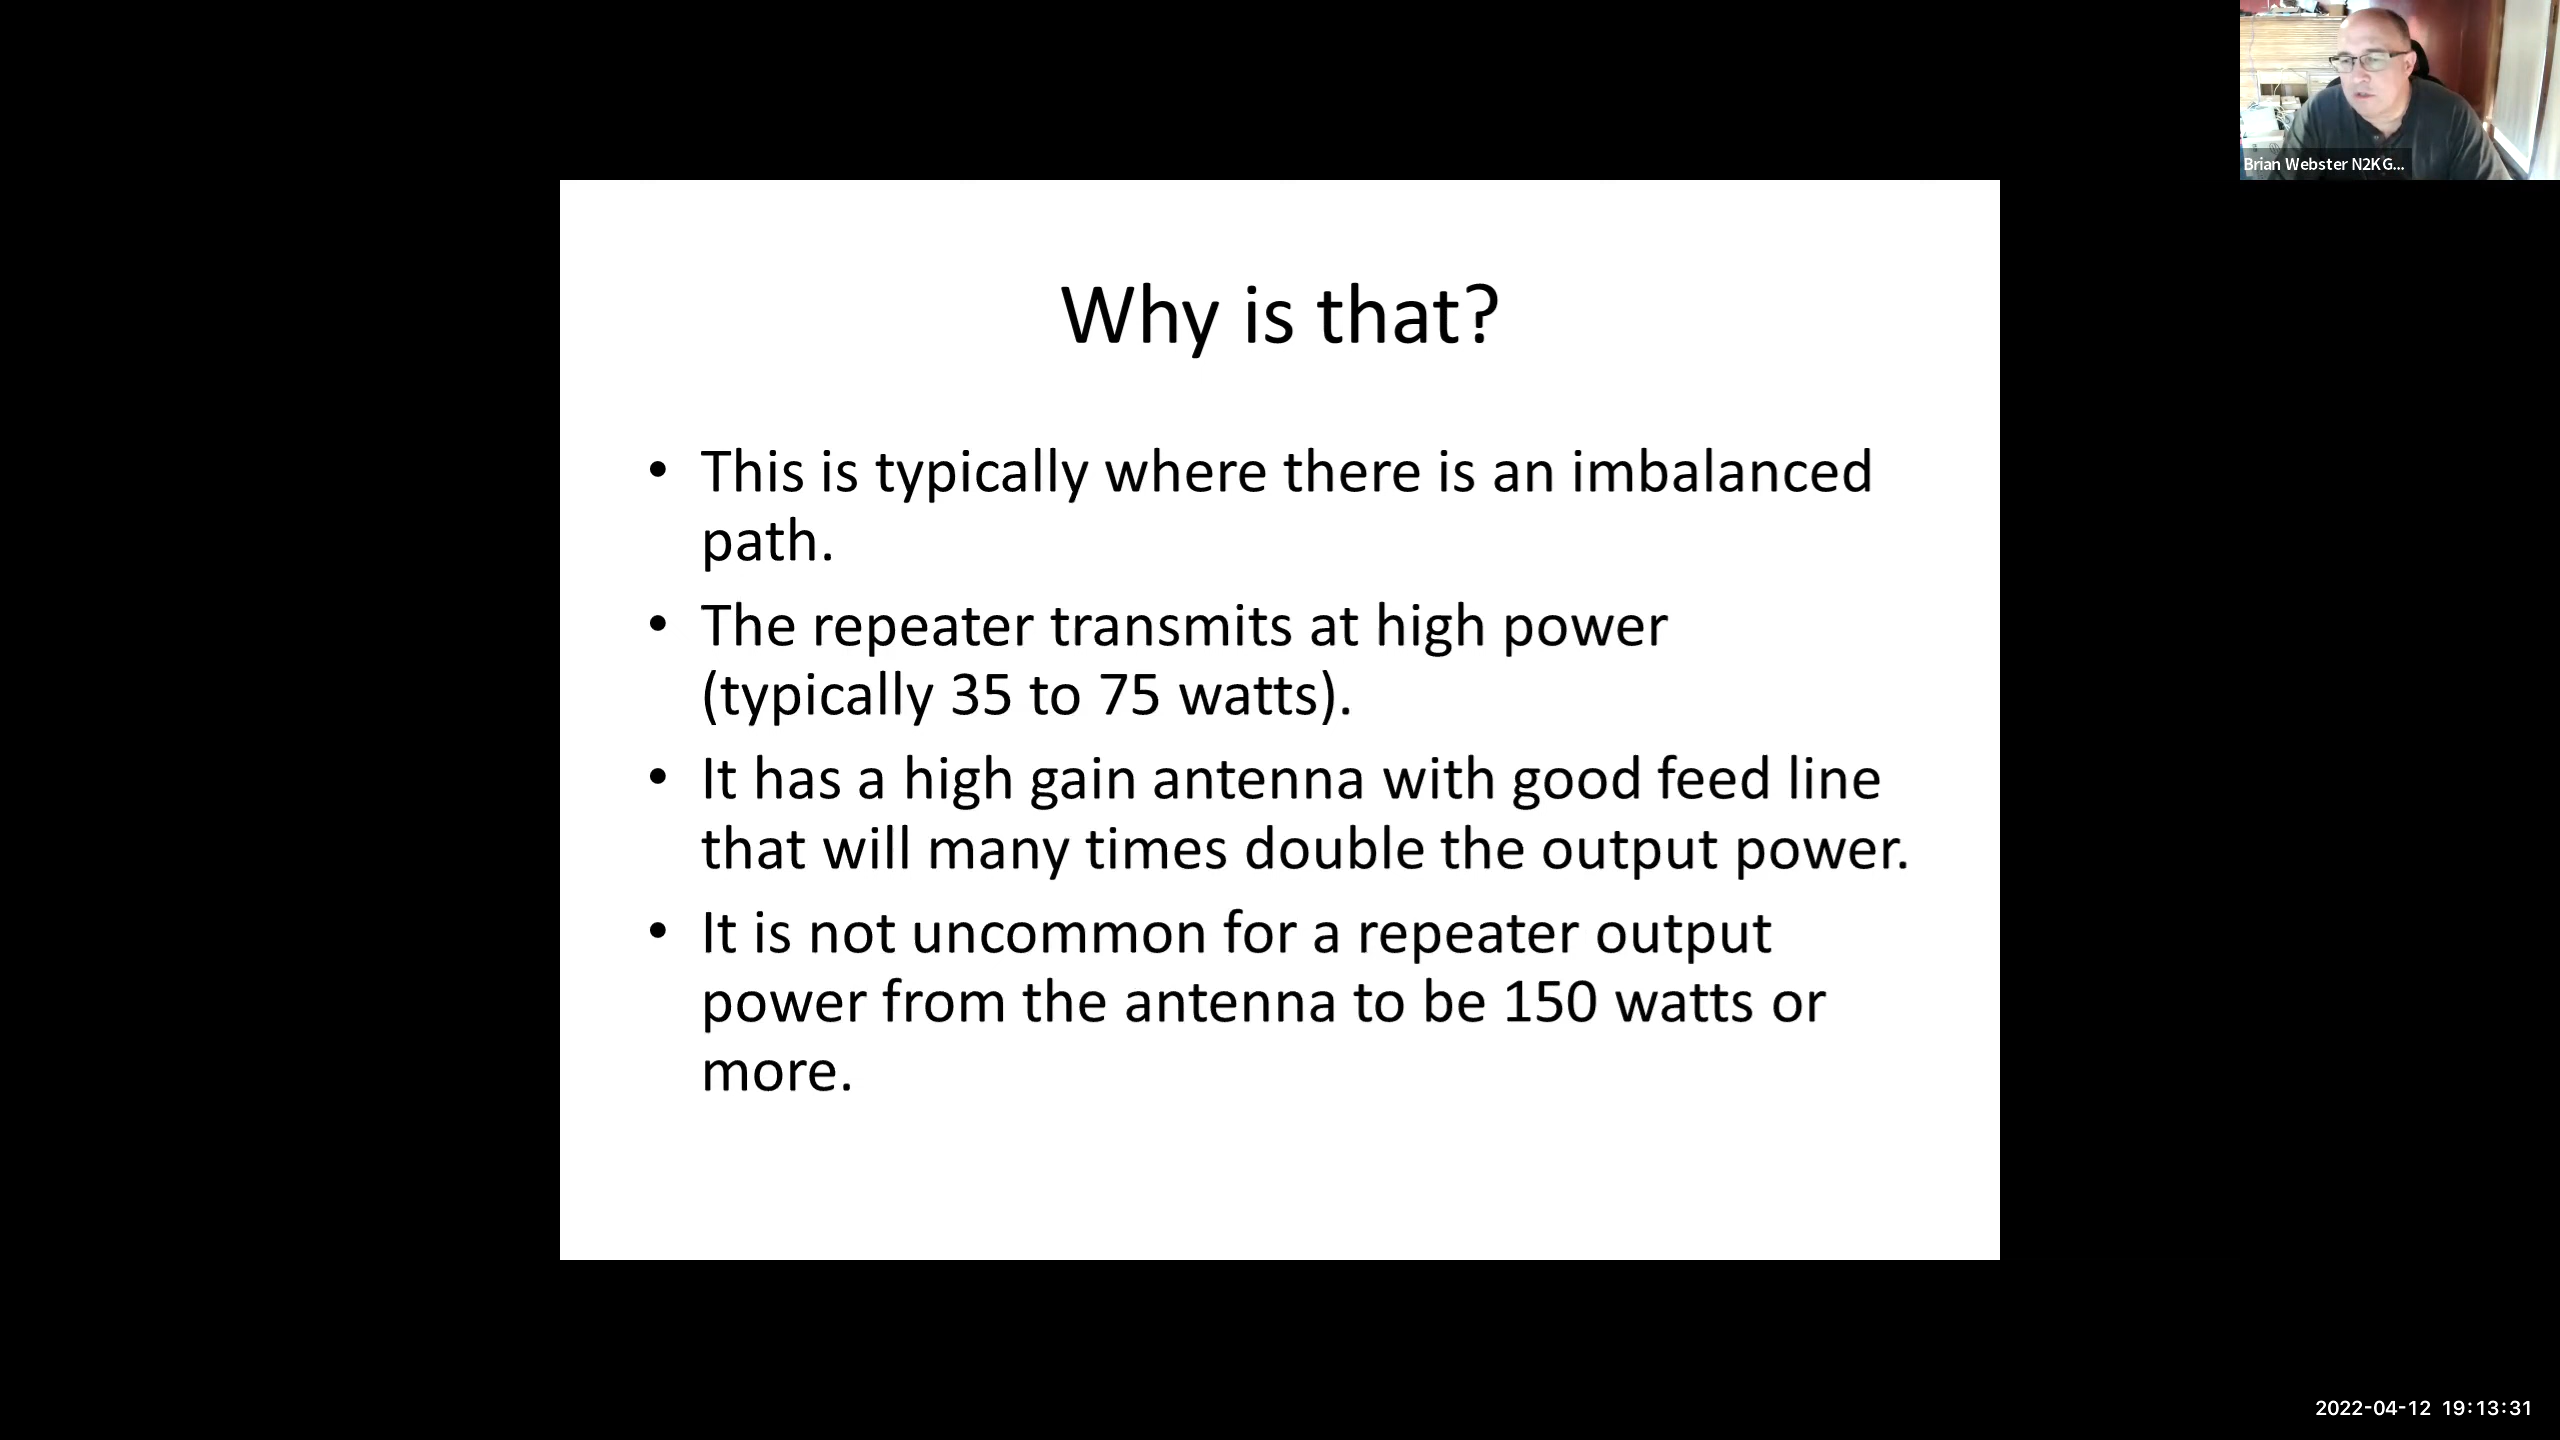 Brian Webster N2KG...
Why is that?
• This is typically where there is an imbalanced
path.
• The repeater transmits at high power
(typically 35 to 75 watts).
• It has a high gain antenna with good feed line
that will many times double the output power.
• It is not uncommon for a repeater output
power from the antenna to be 150 watts or
more.
2022-04-12 19:13:31